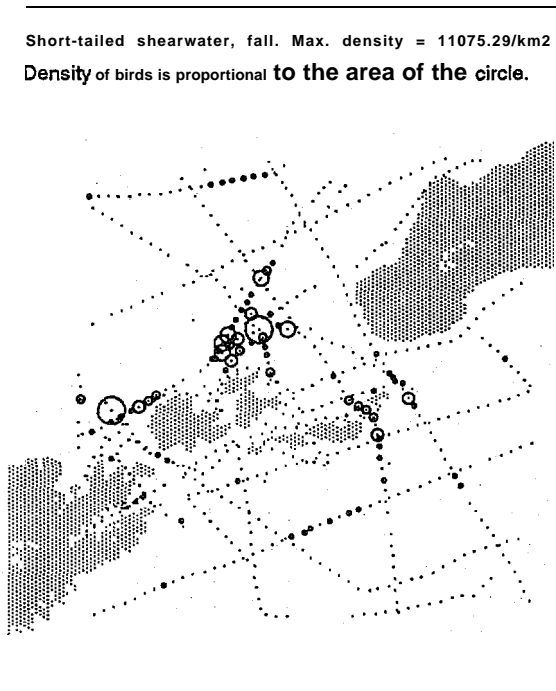 Short-tailed shearwater, fall. Max. density = 11075.29/km2
Density of birds is proportional to the area of the circle.